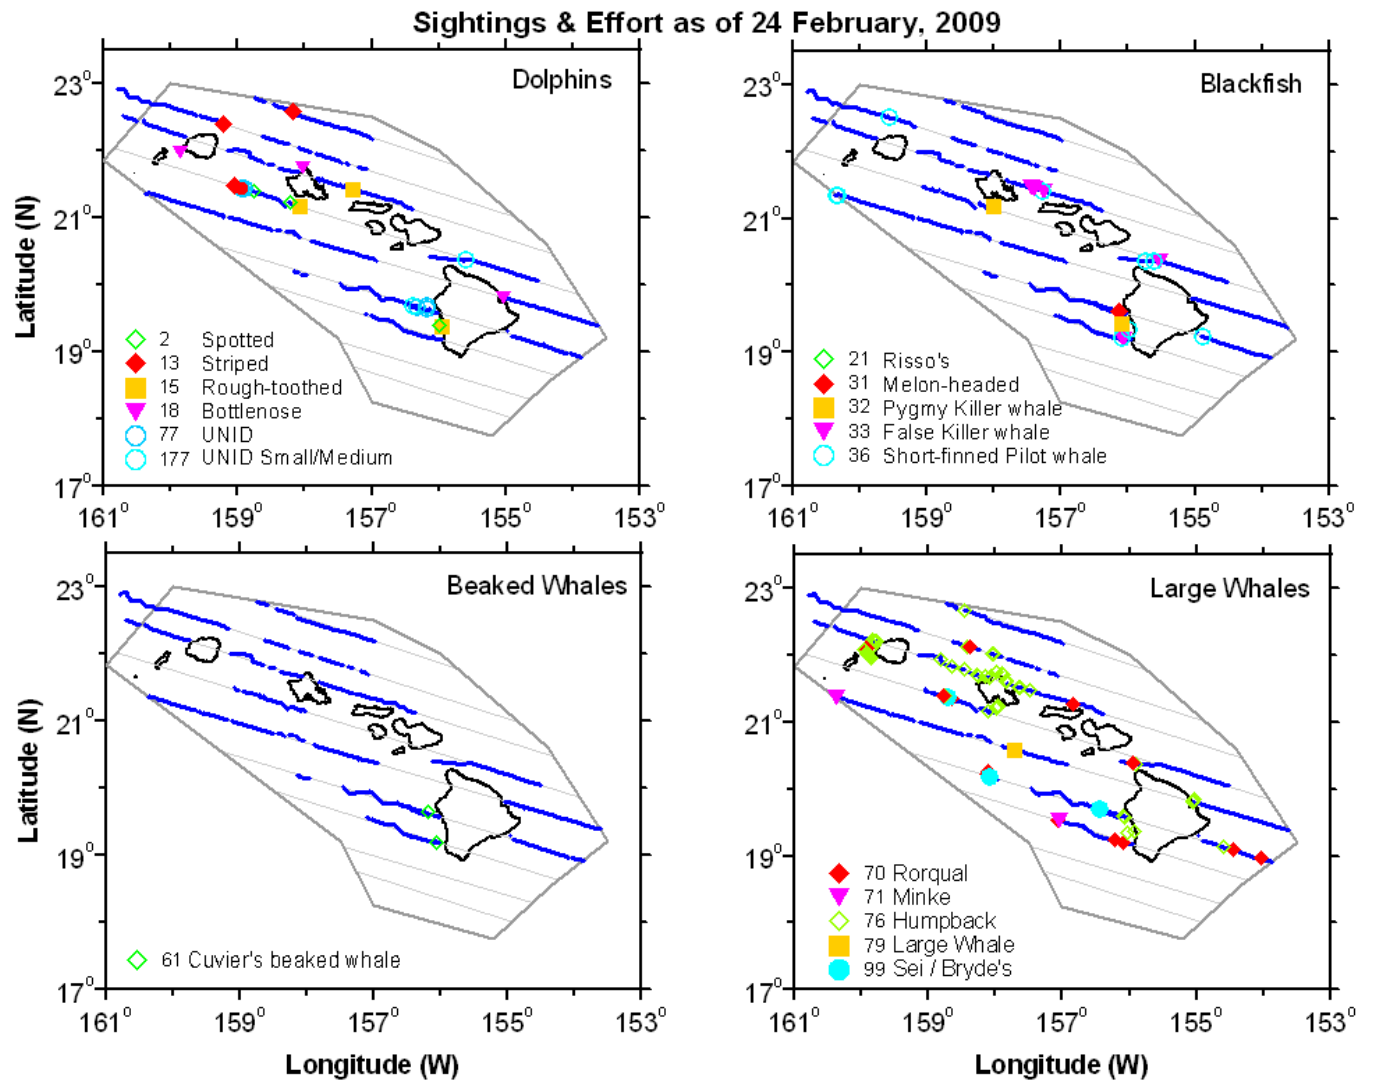 Sightings & Effort as of 24 February, 2009
Dolphins
23°
21°
19°
17°
Latitude (N)
2 Spotted
13 Striped
15 Rough-toothed
18 Bottlenose
77 UNID
177 UNID Small/Medium
161° 159° 157° 155° 153°
Blackfish
23°
21°
19°
17°
21 Risso's
31 Melon-headed
32 Pygmy Killer whale
33 False Killer whale
36 Short-finned Pilot whale
161° 159° 157° 155° 153°
Beaked Whales
23°
21°
19°
17°
Latitude (N)
61 Cuvier's beaked whale
161° 159° 157° 155° 153°
Longitude (W)
Large Whales
23°
21°
19°
17°
70 Rorqual
71 Minke
76 Humpback
79 Large Whale
99 Sei / Bryde's
161° 159° 157° 155° 153°
Longitude (W)